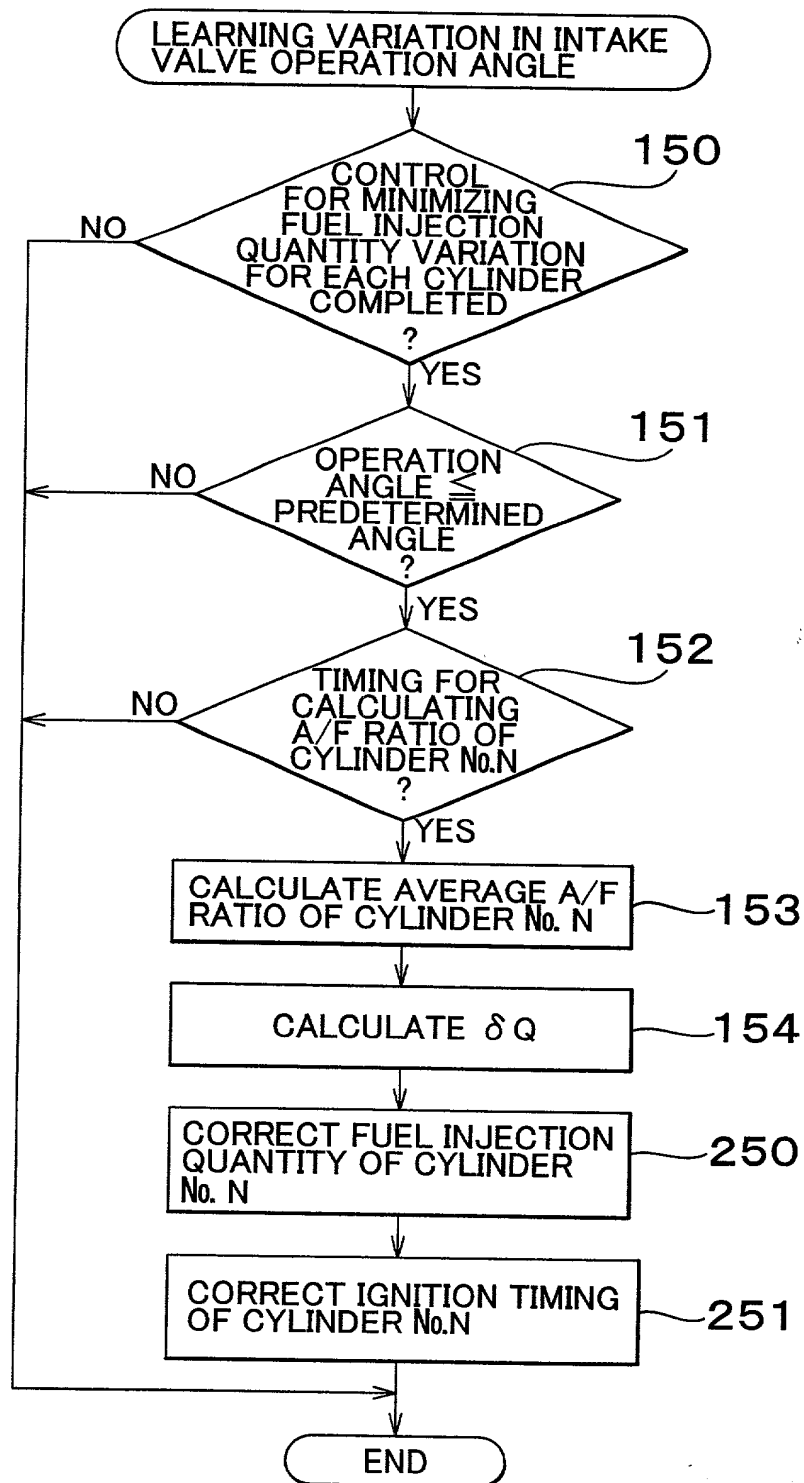 LEARNING VARIATION IN INTAKE
VALVE OPERATION ANGLE
150
CONTROL
FOR MINIMIZING
FUEL INJECTION
QUANTITY VARIATION
FOR EACH CYLINDER
COMPLETED
?
NO
YES
151
OPERATION
ANGLE ≦
PREDETERMINED
ANGLE
?
NO
YES
152
TIMING FOR
CALCULATING
A/F RATIO OF
CYLINDER No.N
?
NO
YES
CALCULATE AVERAGE A/F
RATIO OF CYLINDER No. N
153
CALCULATE δQ
154
CORRECT FUEL INJECTION
QUANTITY OF CYLINDER
No. N
250
CORRECT IGNITION TIMING
OF CYLINDER No.N
251
END